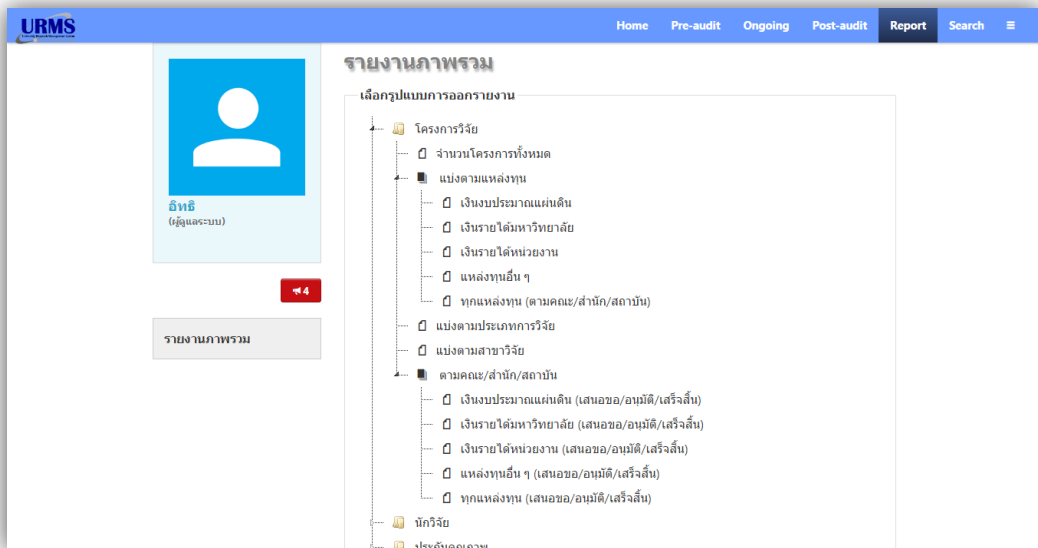 URMS
Home Pre-audit Ongoing Post-audit Report Search
รายงานภาพรวม
เลือกรูปแบบการออกรายงาน
โครงการวิจัย
จำนวนโครงการทั้งหมด
แบ่งตามแหล่งทุน
เงินงบประมาณแผ่นดิน
เงินรายได้มหาวิทยาลัย
เงินรายได้หน่วยงาน
แหล่งทุนอื่น ๆ
ทุกแหล่งทุน (ตามคณะ/สำนัก/สถาบัน)
แบ่งตามประเภทการวิจัย
แบ่งตามสาขาวิจัย
ตามคณะ/สำนัก/สถาบัน
เงินงบประมาณแผ่นดิน (เสนอขอ/อนุมัติ/เสร็จสิ้น)
เงินรายได้มหาวิทยาลัย (เสนอขอ/อนุมัติ/เสร็จสิ้น)
เงินรายได้หน่วยงาน (เสนอขอ/อนุมัติ/เสร็จสิ้น)
แหล่งทุนอื่น ๆ (เสนอขอ/อนุมัติ/เสร็จสิ้น)
ทุกแหล่งทุน (เสนอขอ/อนุมัติ/เสร็จสิ้น)
นักวิจัย
ประกันคุณภาพ
อิทธิ
(ผู้ดูแลระบบ)
4
รายงานภาพรวม